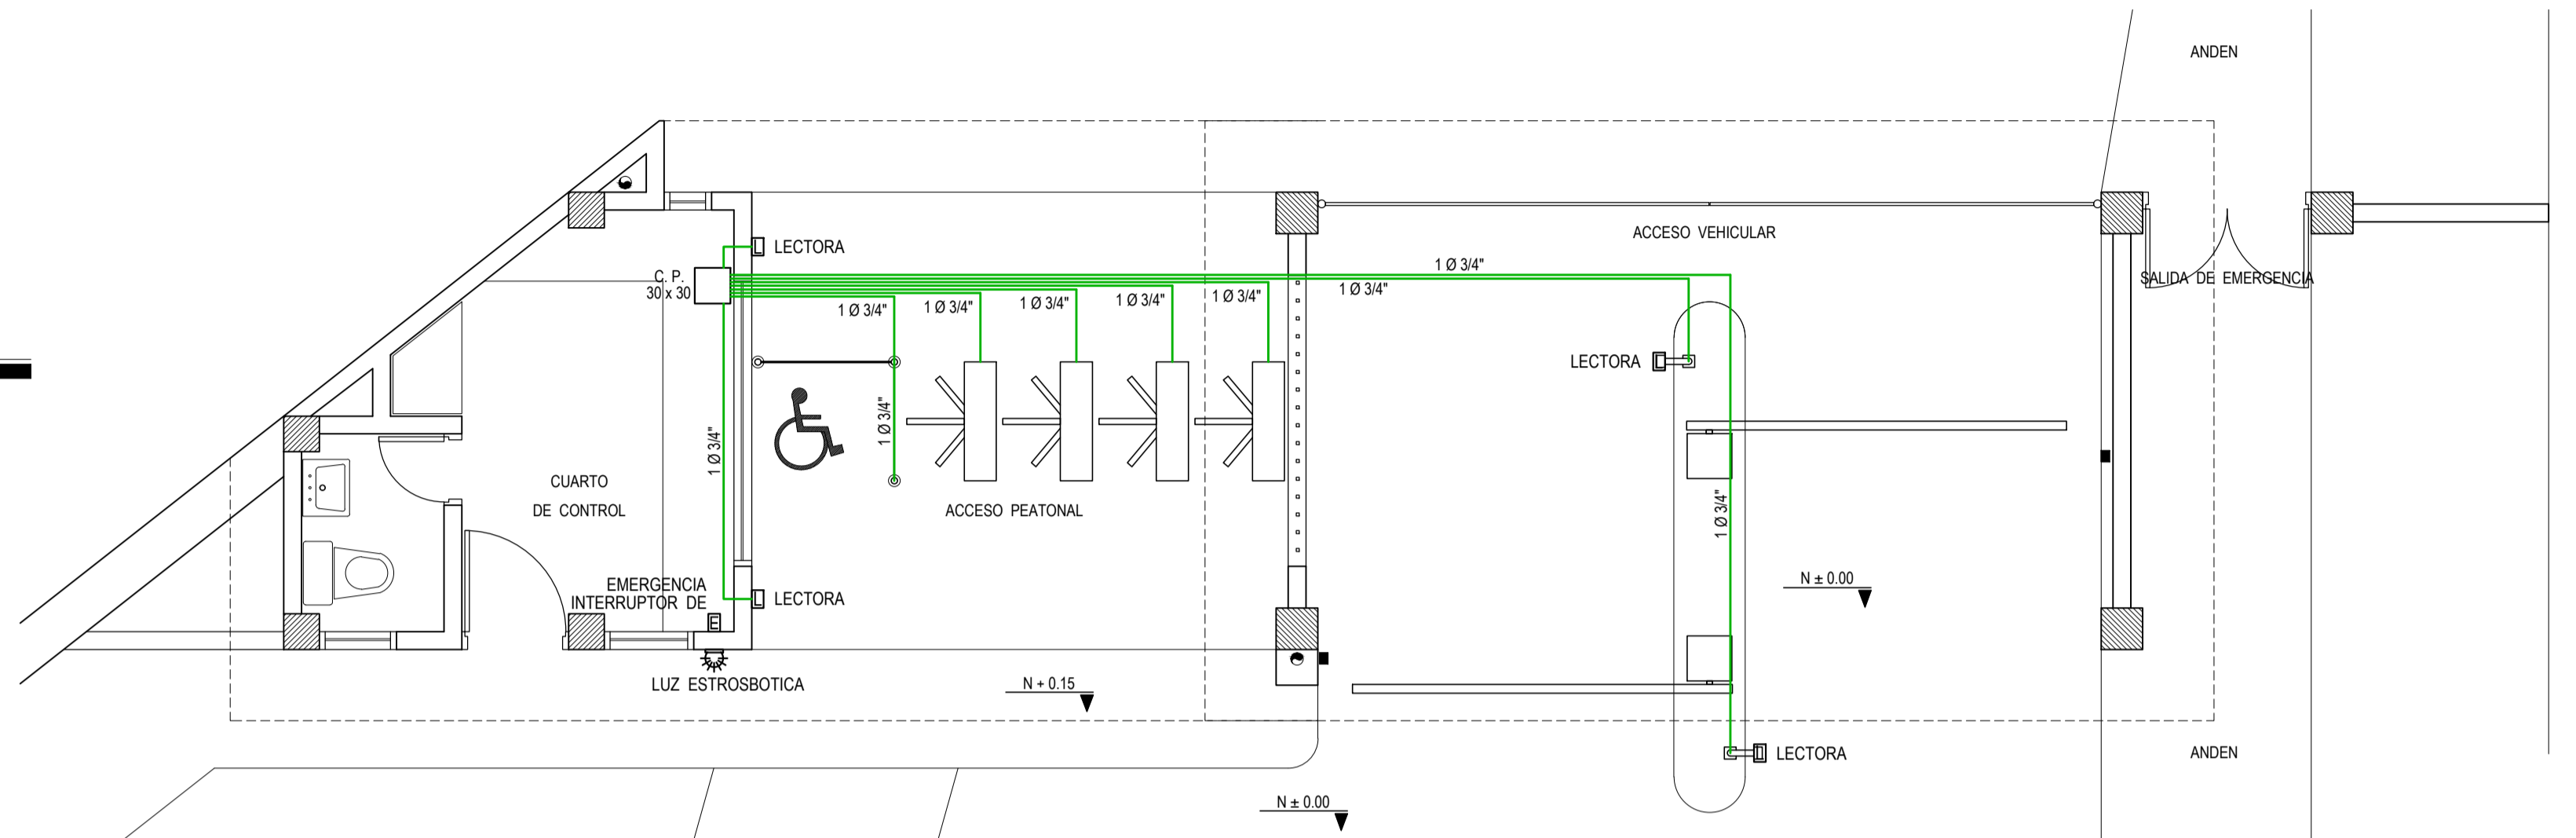 ANDEN
ACCESO VEHICULAR
LECTORA
C. P.
30 x 30
1 Ø 3/4"
1 Ø 3/4"
1 Ø 3/4"
1 Ø 3/4"
1 Ø 3/4"
1 Ø 3/4"
1 Ø 3/4"
SALIDA DE EMERGENCIA
LECTORA
1 Ø 3/4"
1 Ø 3/4"
CUARTO
DE CONTROL
ACCESO PEATONAL
1 Ø 3/4"
EMERGENCIA
INTERRUPTOR DE
E
LECTORA
N ± 0.00
LUZ ESTROSBOTICA
N + 0.15
LECTORA
ANDEN
N ± 0.00